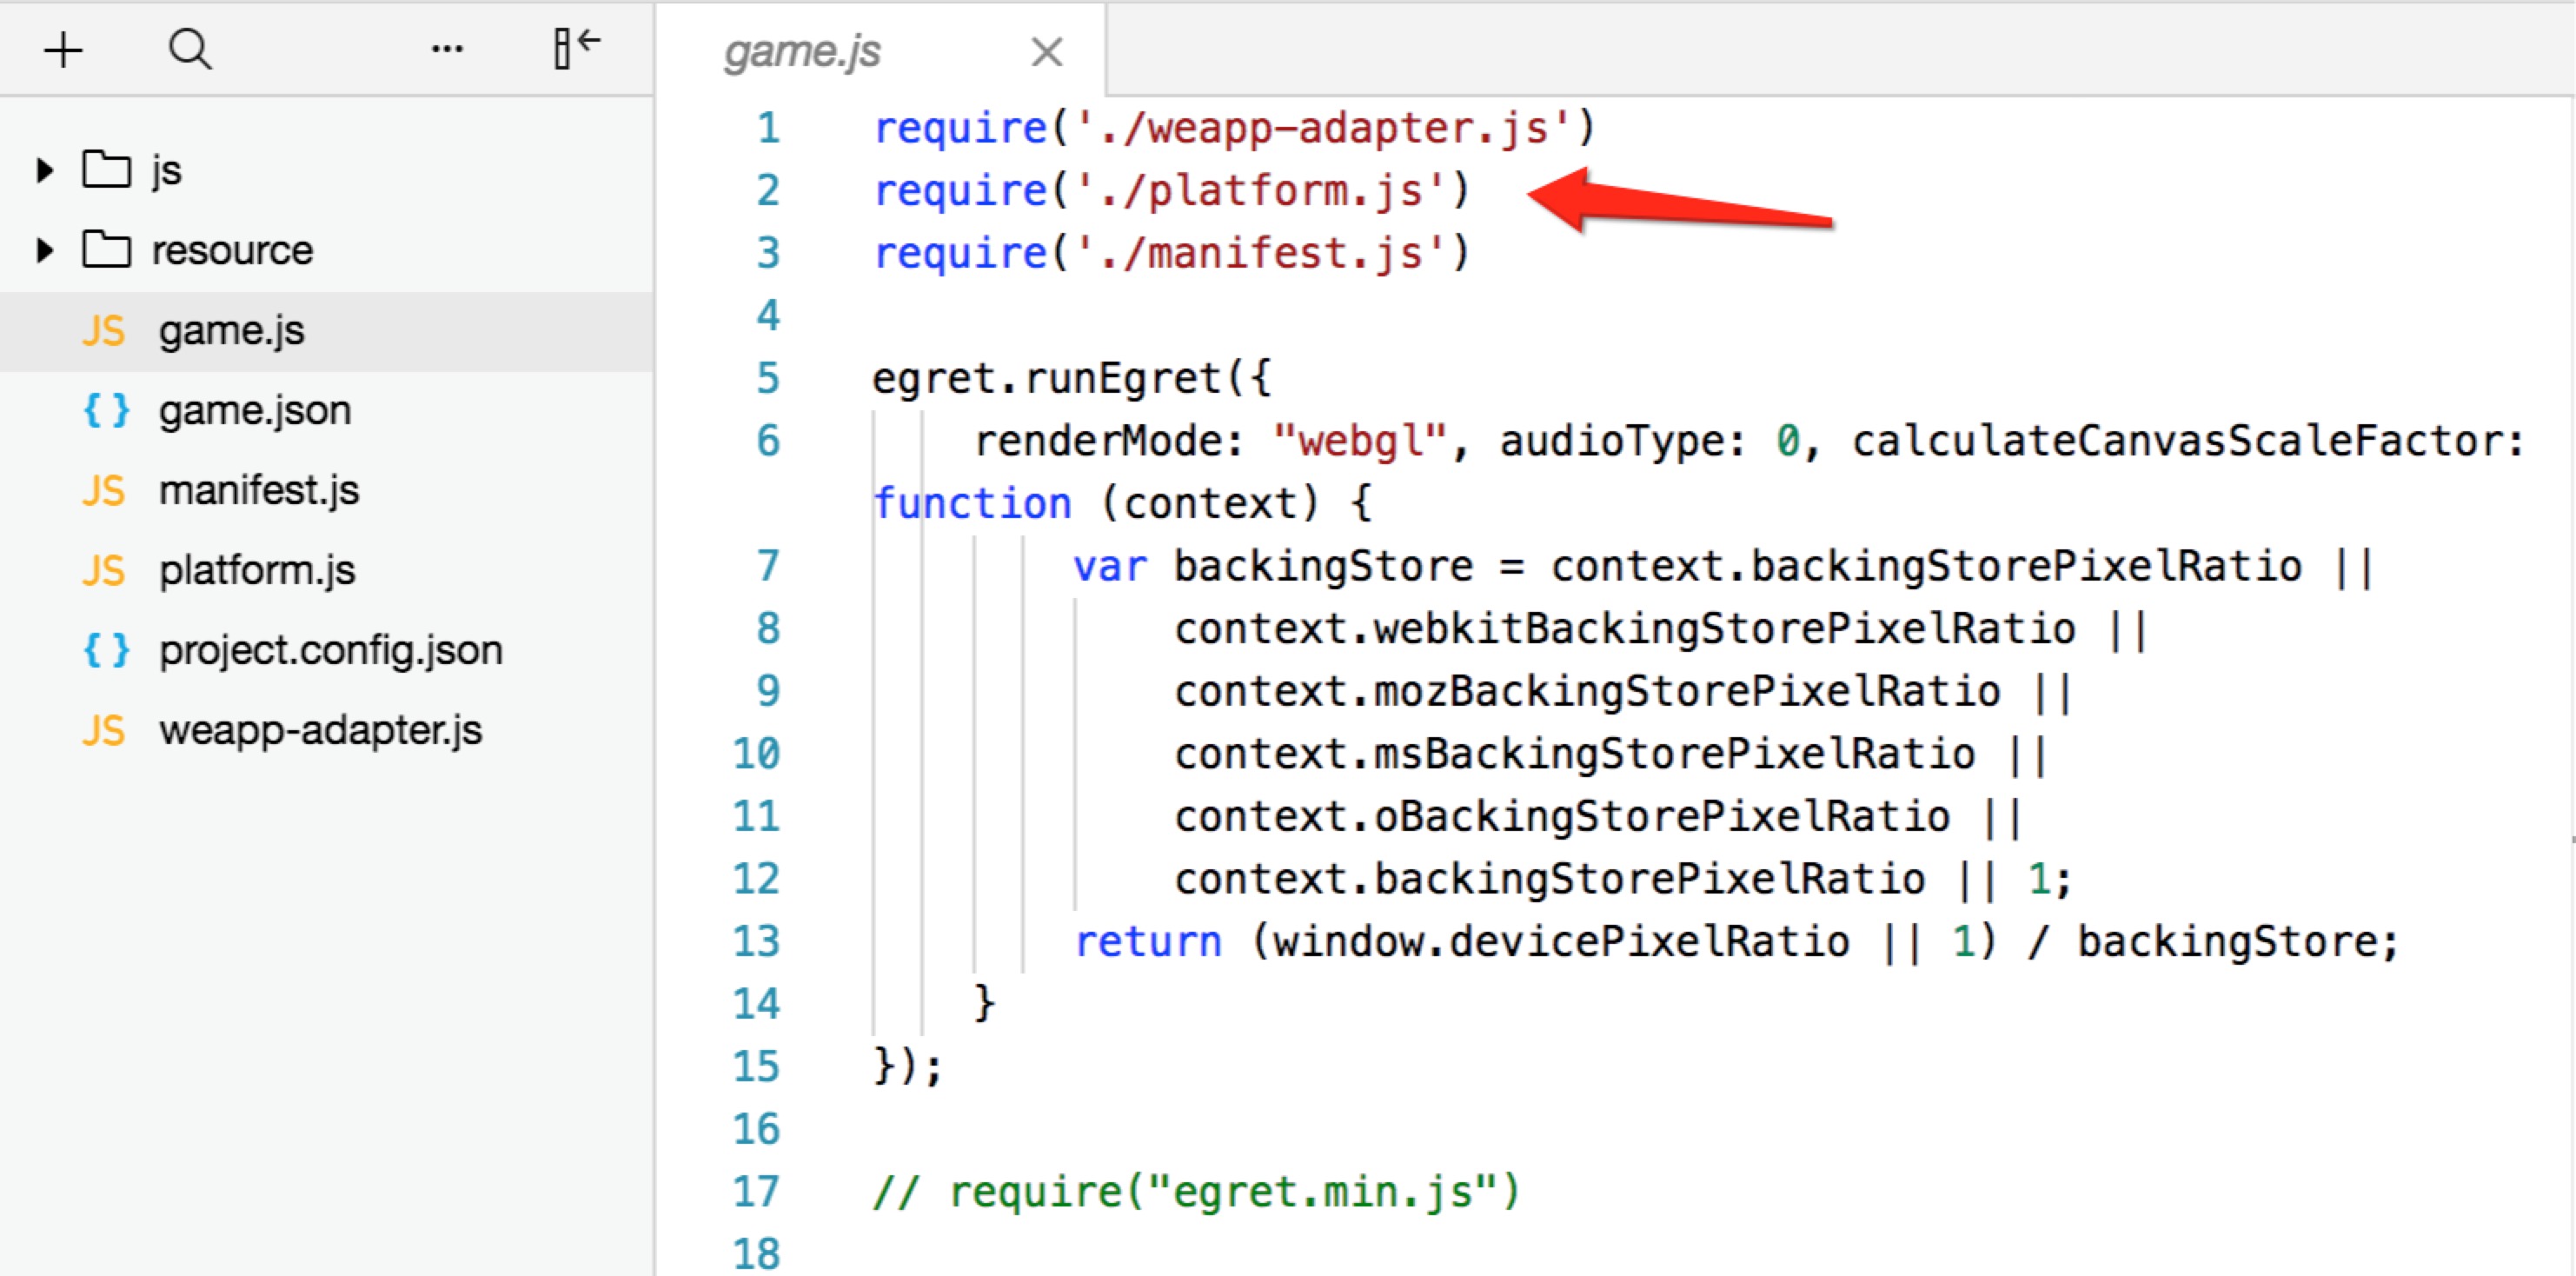 js
resource
JS game.js
{ } game.json
JS manifest.js
JS platform.js
{ } project.config.json
JS weapp-adapter.js
game.js
1 require('./weapp-adapter.js')
2 require('./platform.js')
3 require('./manifest.js')
4
5 egret.runEgret({
6 renderMode: "webgl", audioType: 0, calculateCanvasScaleFactor:
function (context) {
7 var backingStore = context.backingStorePixelRatio ||
8 context.webkitBackingStorePixelRatio ||
9 context.mozBackingStorePixelRatio ||
10 context.msBackingStorePixelRatio ||
11 context.oBackingStorePixelRatio ||
12 context.backingStorePixelRatio || 1;
13 return (window.devicePixelRatio || 1) / backingStore;
14 }
15 });
16
17 // require("egret.min.js")
18